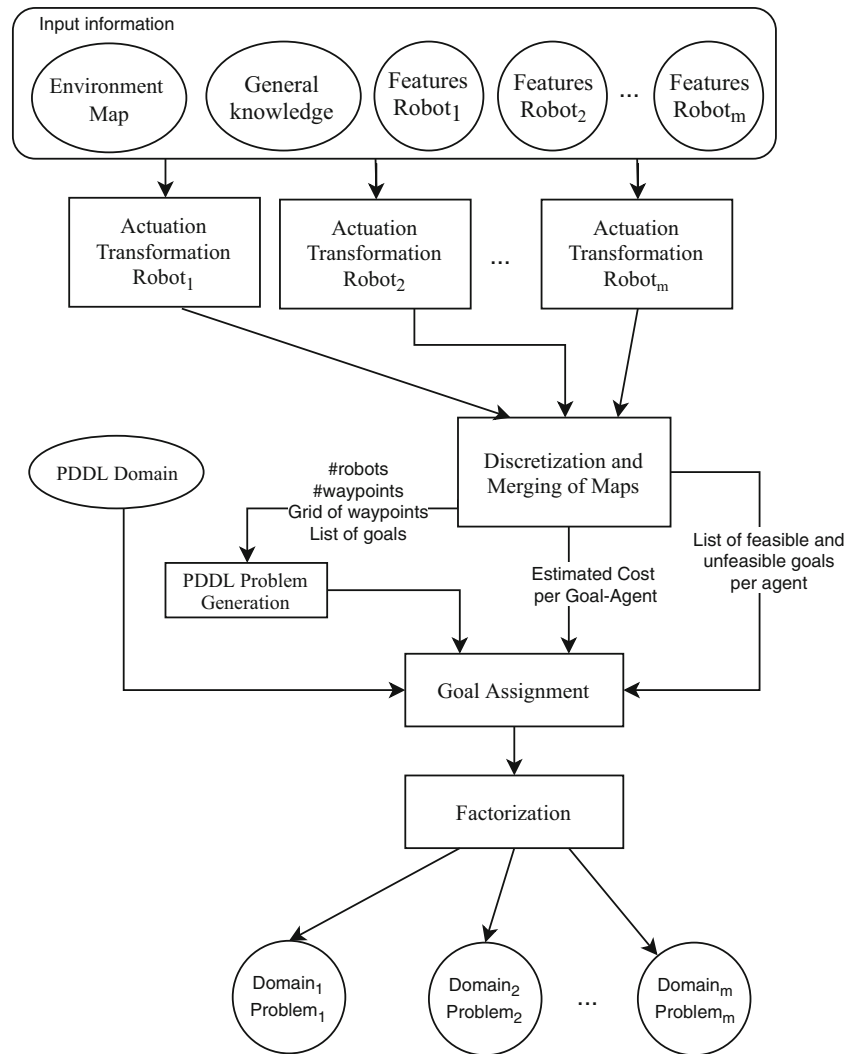 Input information
Environment
Map
General
knowledge
Features
Robot1
Features
Robot2
...
Features
Robotm
Actuation
Transformation
Robot1
Actuation
Transformation
Robot2
...
Actuation
Transformation
Robotm
PDDL Domain
#robots
#waypoints
Grid of waypoints
List of goals
Discretization and
Merging of Maps
List of feasible and
unfeasible goals
per agent
PDDL Problem
Generation
Estimated Cost
per Goal-Agent
Goal Assignment
Factorization
Domain1
Problem1
Domain2
Problem2
...
Domainm
Problemm